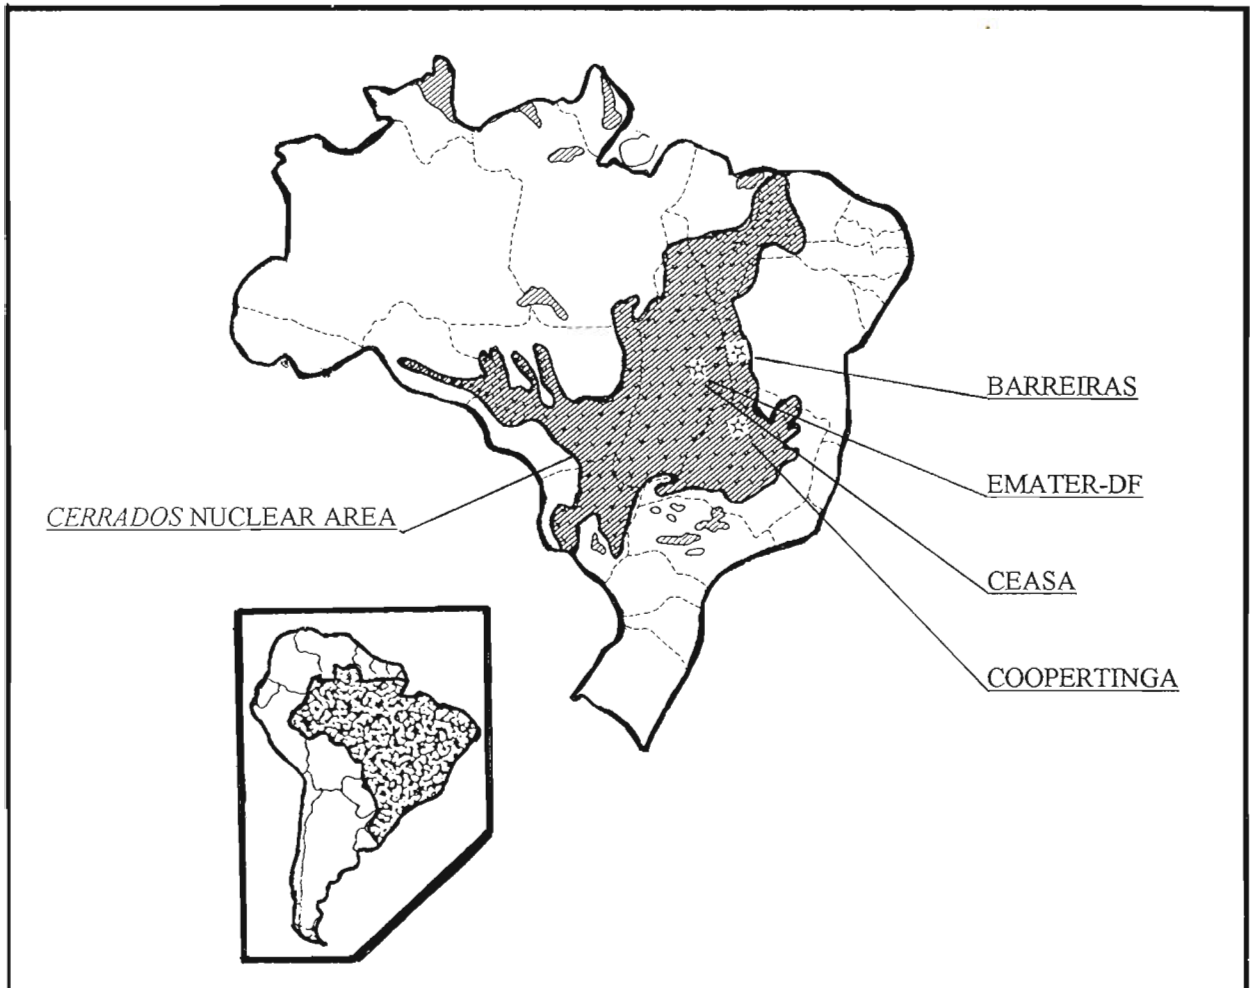 BARREIRAS
EMATER-DF
CERRADOS NUCLEAR AREA
CEASA
COOPERTINGA